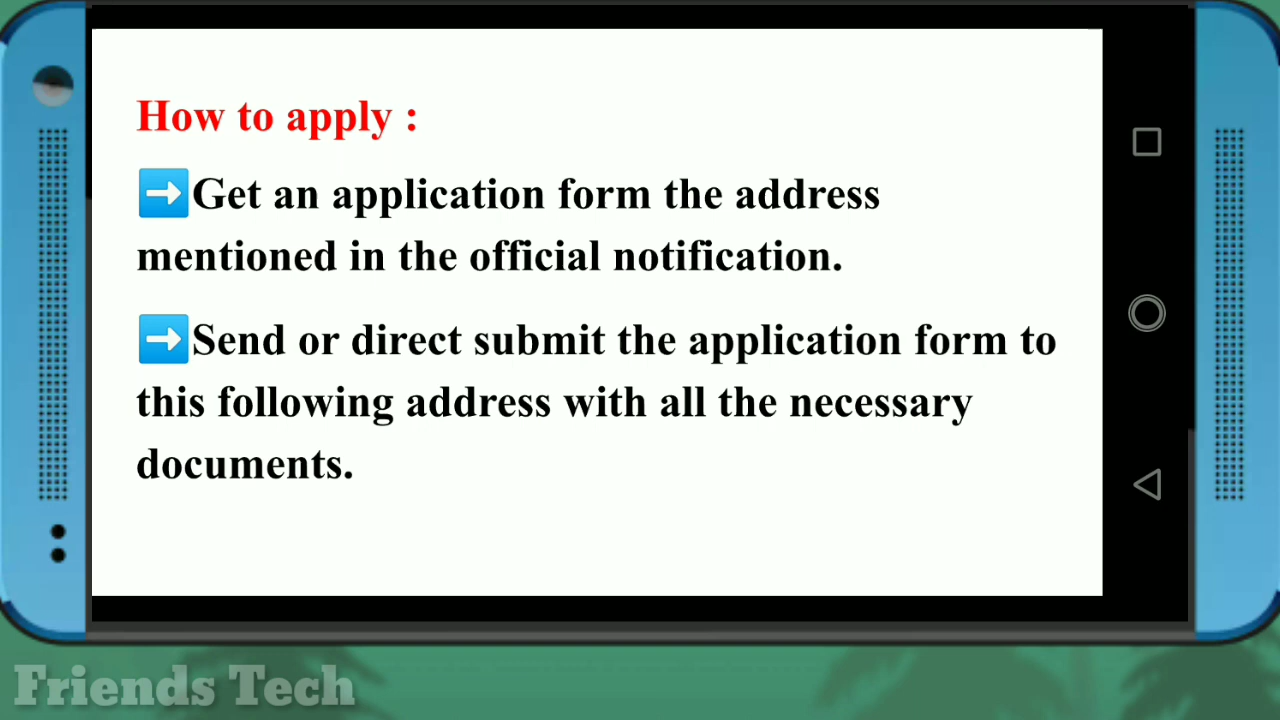 How to apply :
➡️Get an application form the address
mentioned in the official notification.
➡️Send or direct submit the application form to
this following address with all the necessary
documents.
Friends Tech